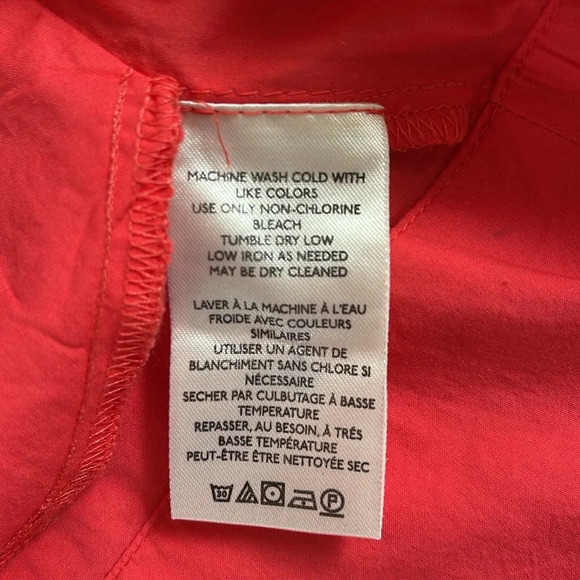 MACHINE WASH COLD WITH
LIKE COLORS
USE ONLY NON-CHLORINE
BLEACH
TUMBLE DRY LOW
LOW IRON AS NEEDED
MAY BE DRY CLEANED
LAVER À LA MACHINE À L'EAU
FROIDE AVEC COULEURS
SIMILAIRES
UTILISER UN AGENT DE
BLANCHIMENT SANS CHLORE SI
NÉCESSAIRE
SECHER PAR CULBUTAGE À BASSE
TEMPERATURE
REPASSER, AU BESOIN, À TRÉS
BASSE TEMPÉRATURE
PEUT-ÊTRE ÊTRE NETTOYÉE SEC
30 P